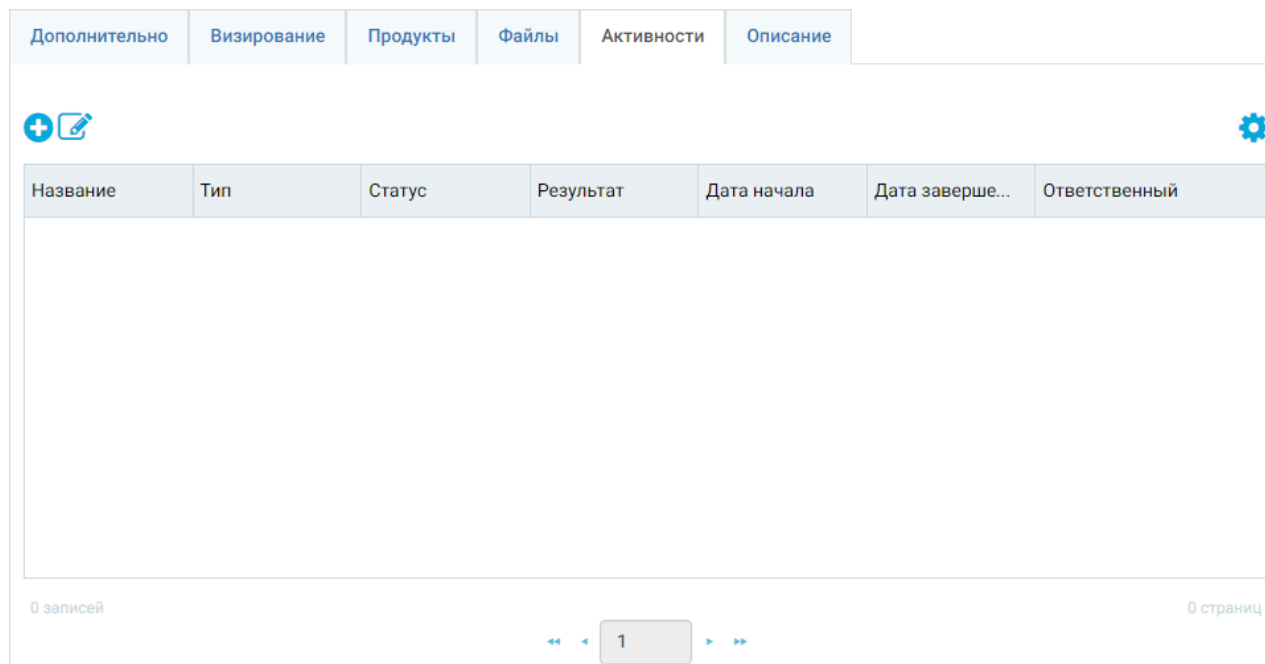 Дополнительно Визирование Продукты Файлы Активности Описание
Название Тип Статус Результат Дата начала Дата заверше... Ответственный
0 записей 0 страниц
1